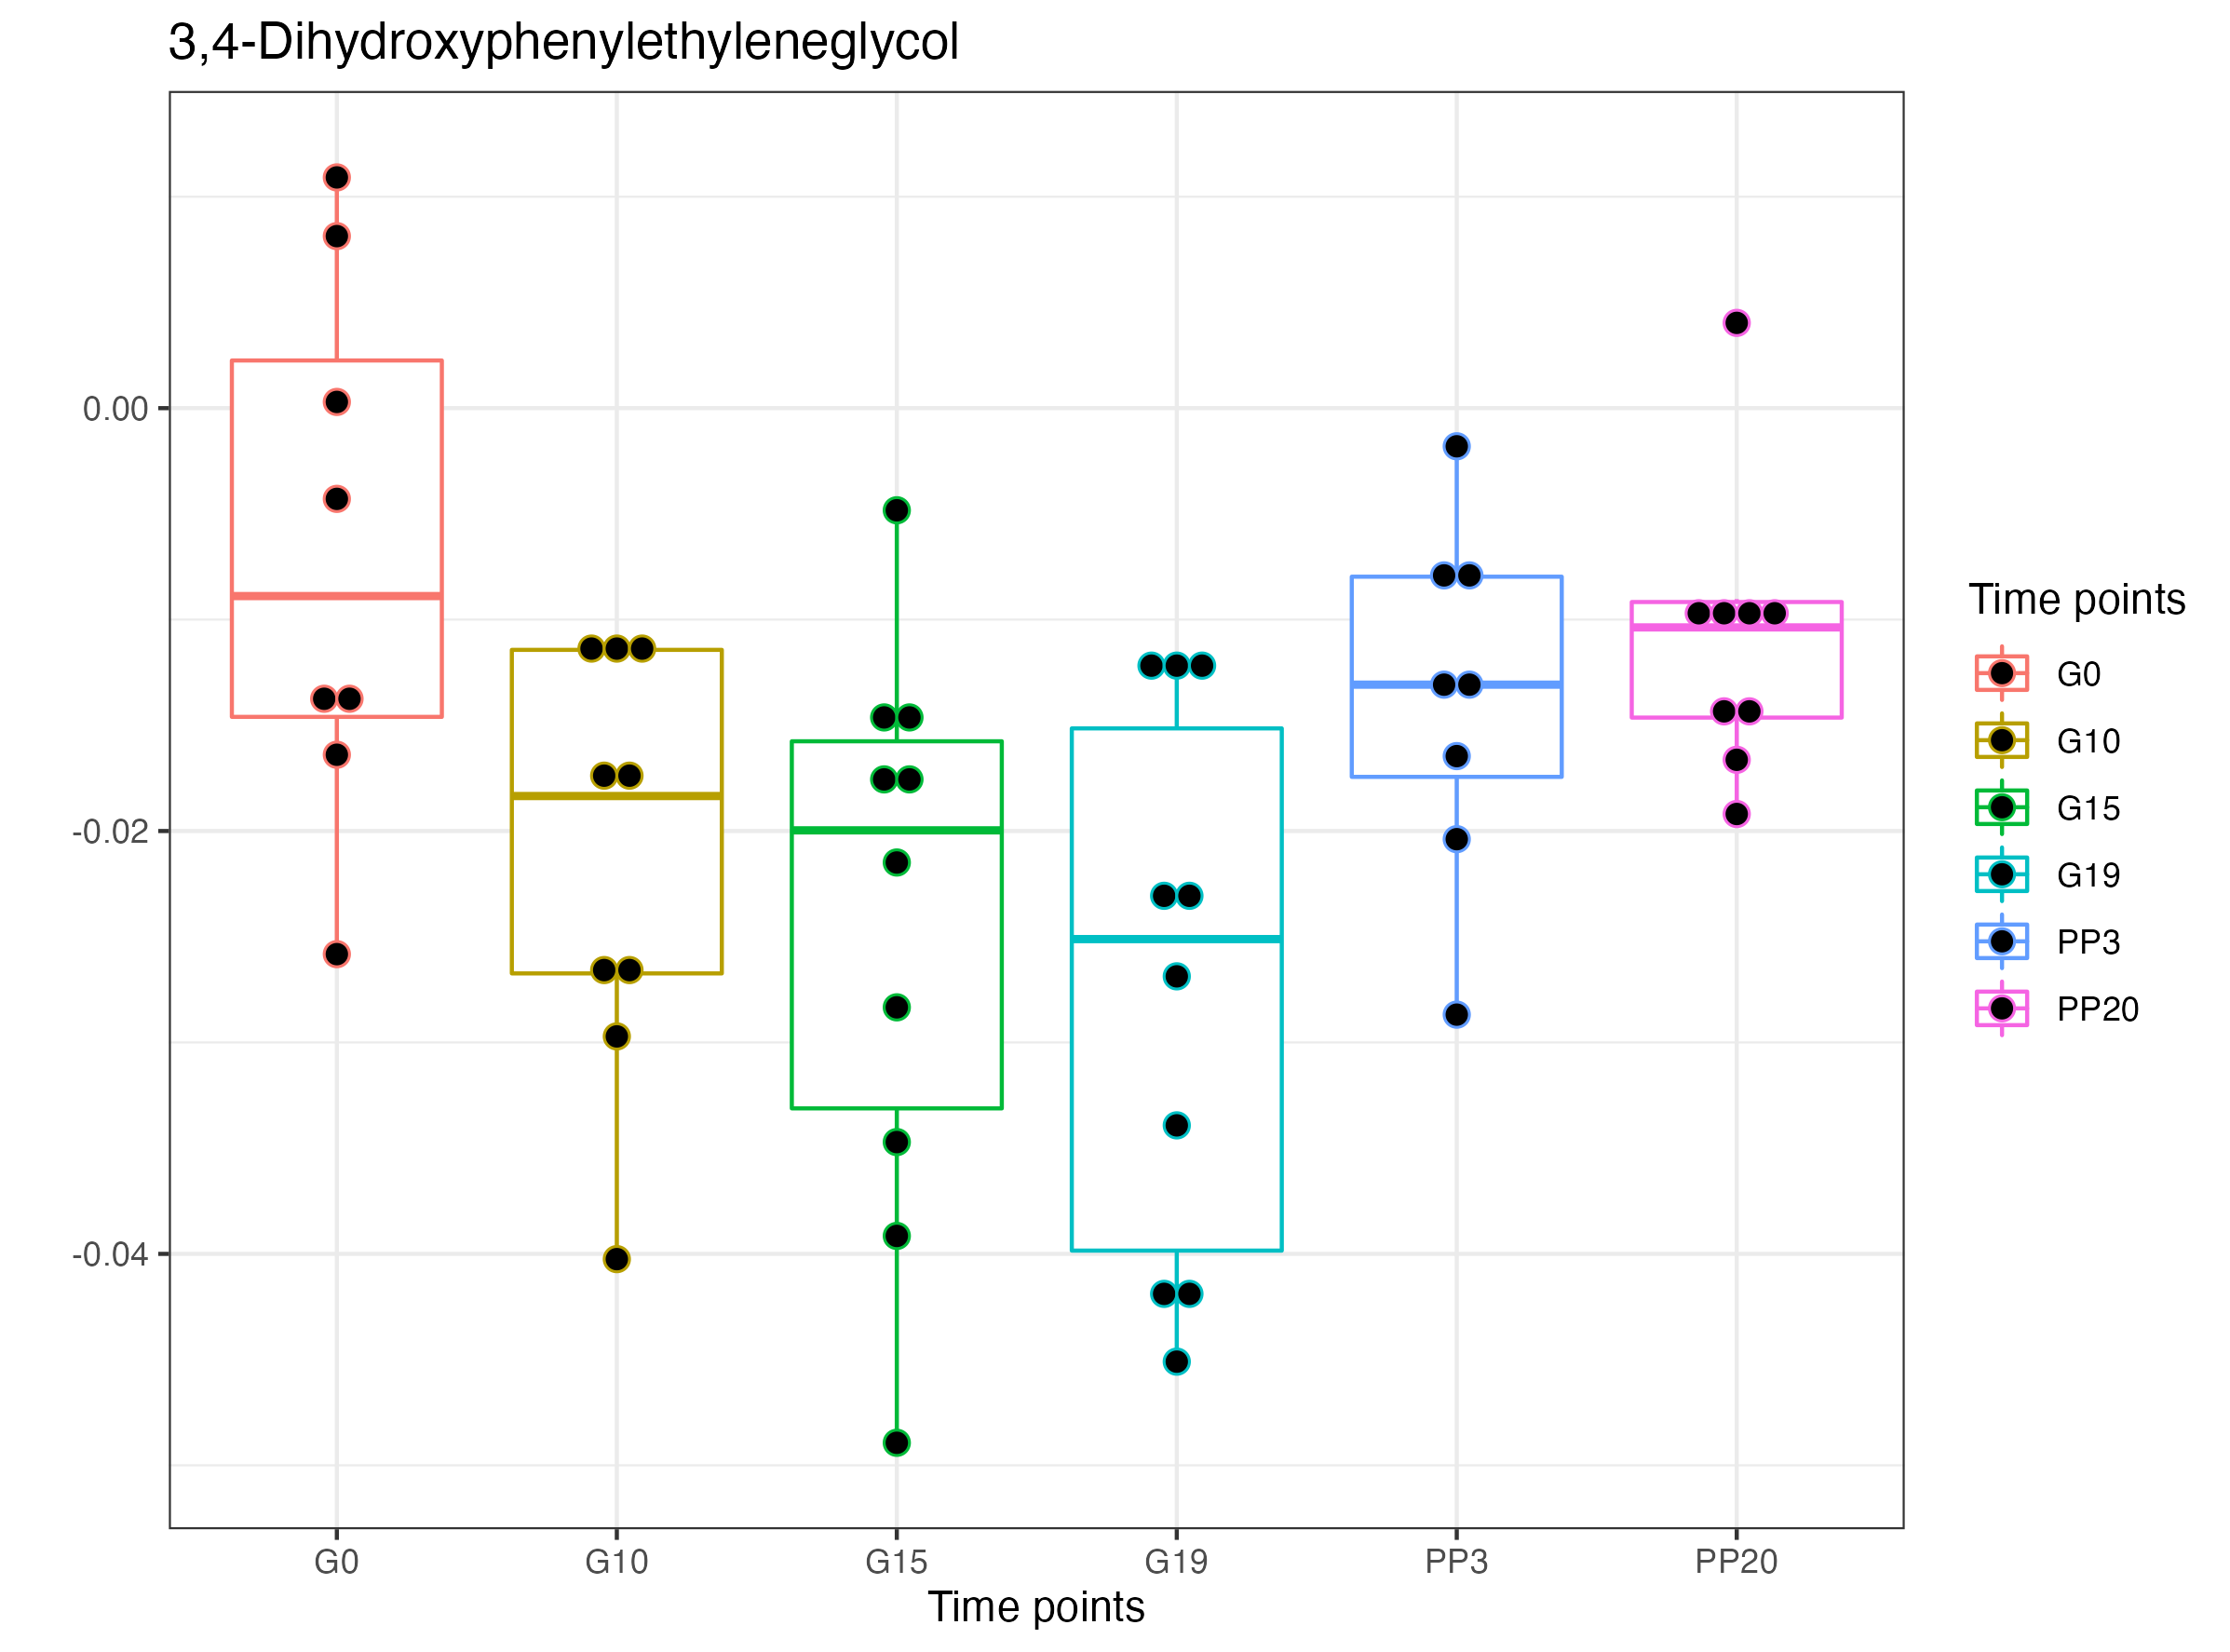 3,4-Dihydroxyphenylethyleneglycol
0.00
-0.02
-0.04
G0
G10
G15
G19
PP3
PP20
Time points
Time points
G0
G10
G15
G19
PP3
PP20